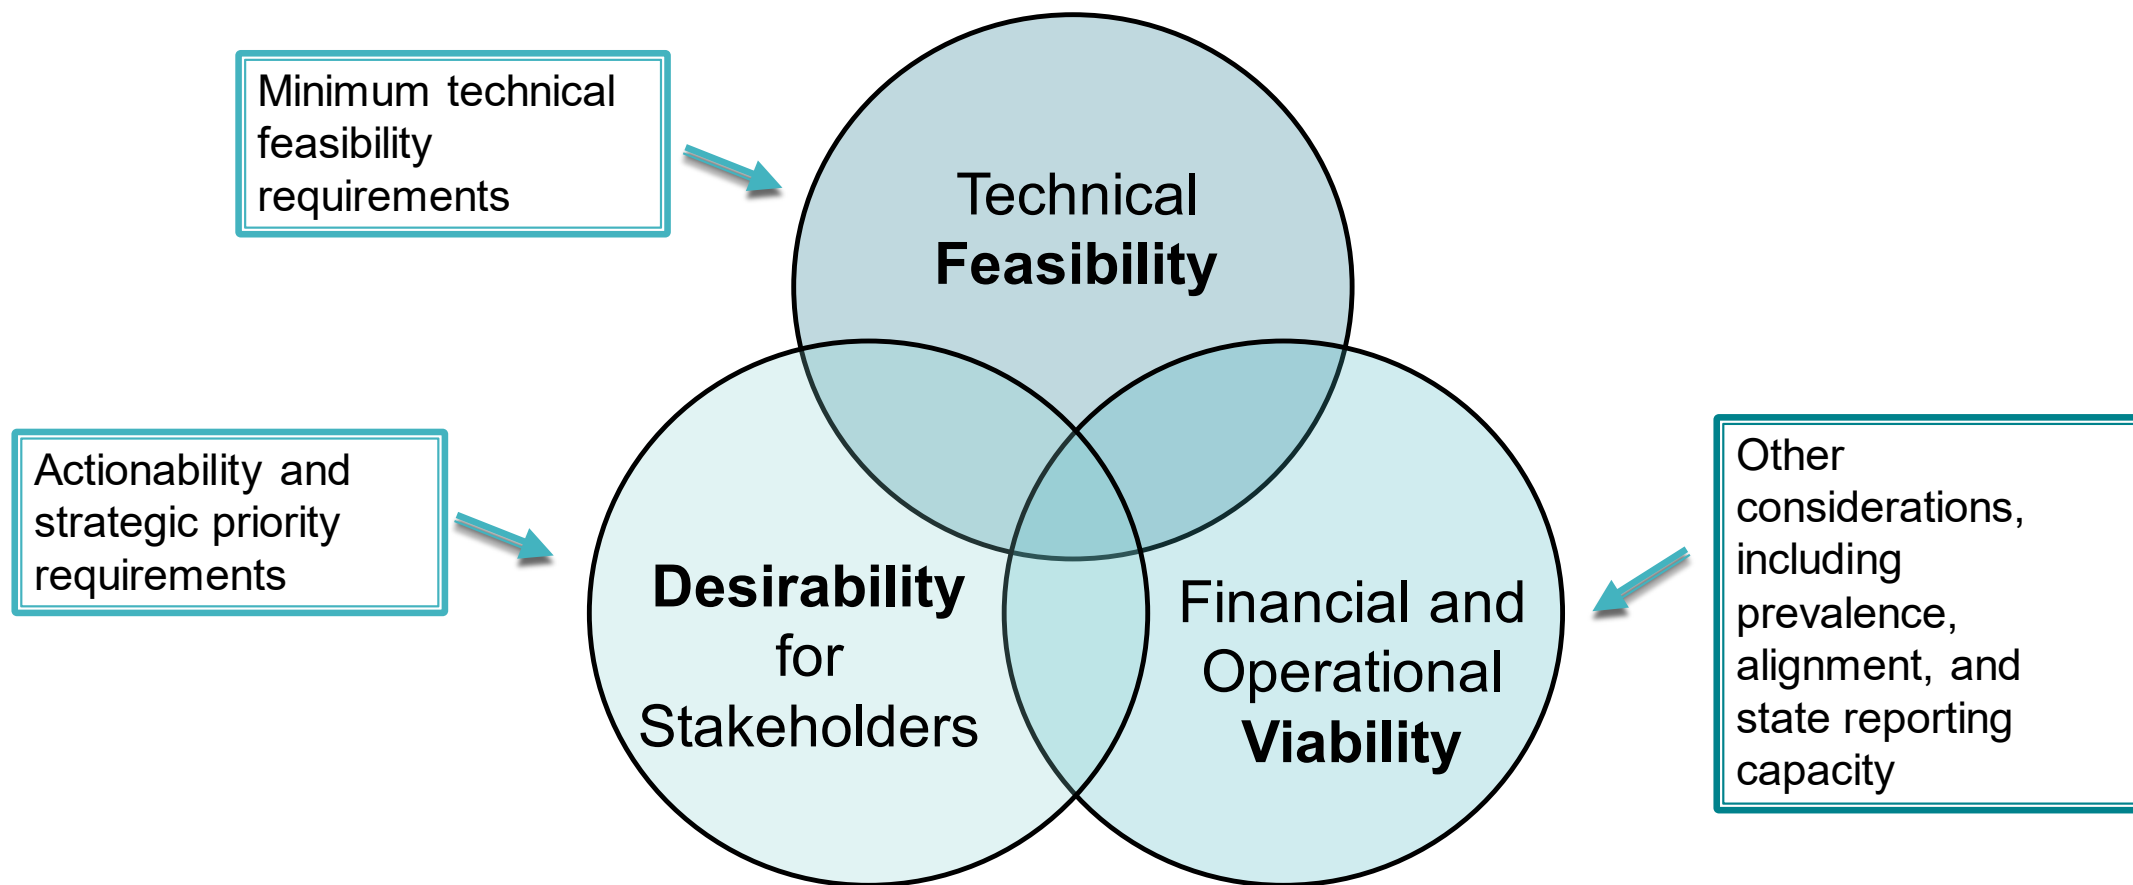 Minimum technical
feasibility
requirements
Technical
Feasibility
Actionability and
strategic priority
requirements
Desirability
for
Stakeholders
Financial and
Operational
Viability
Other
considerations,
including
prevalence,
alignment, and
state reporting
capacity